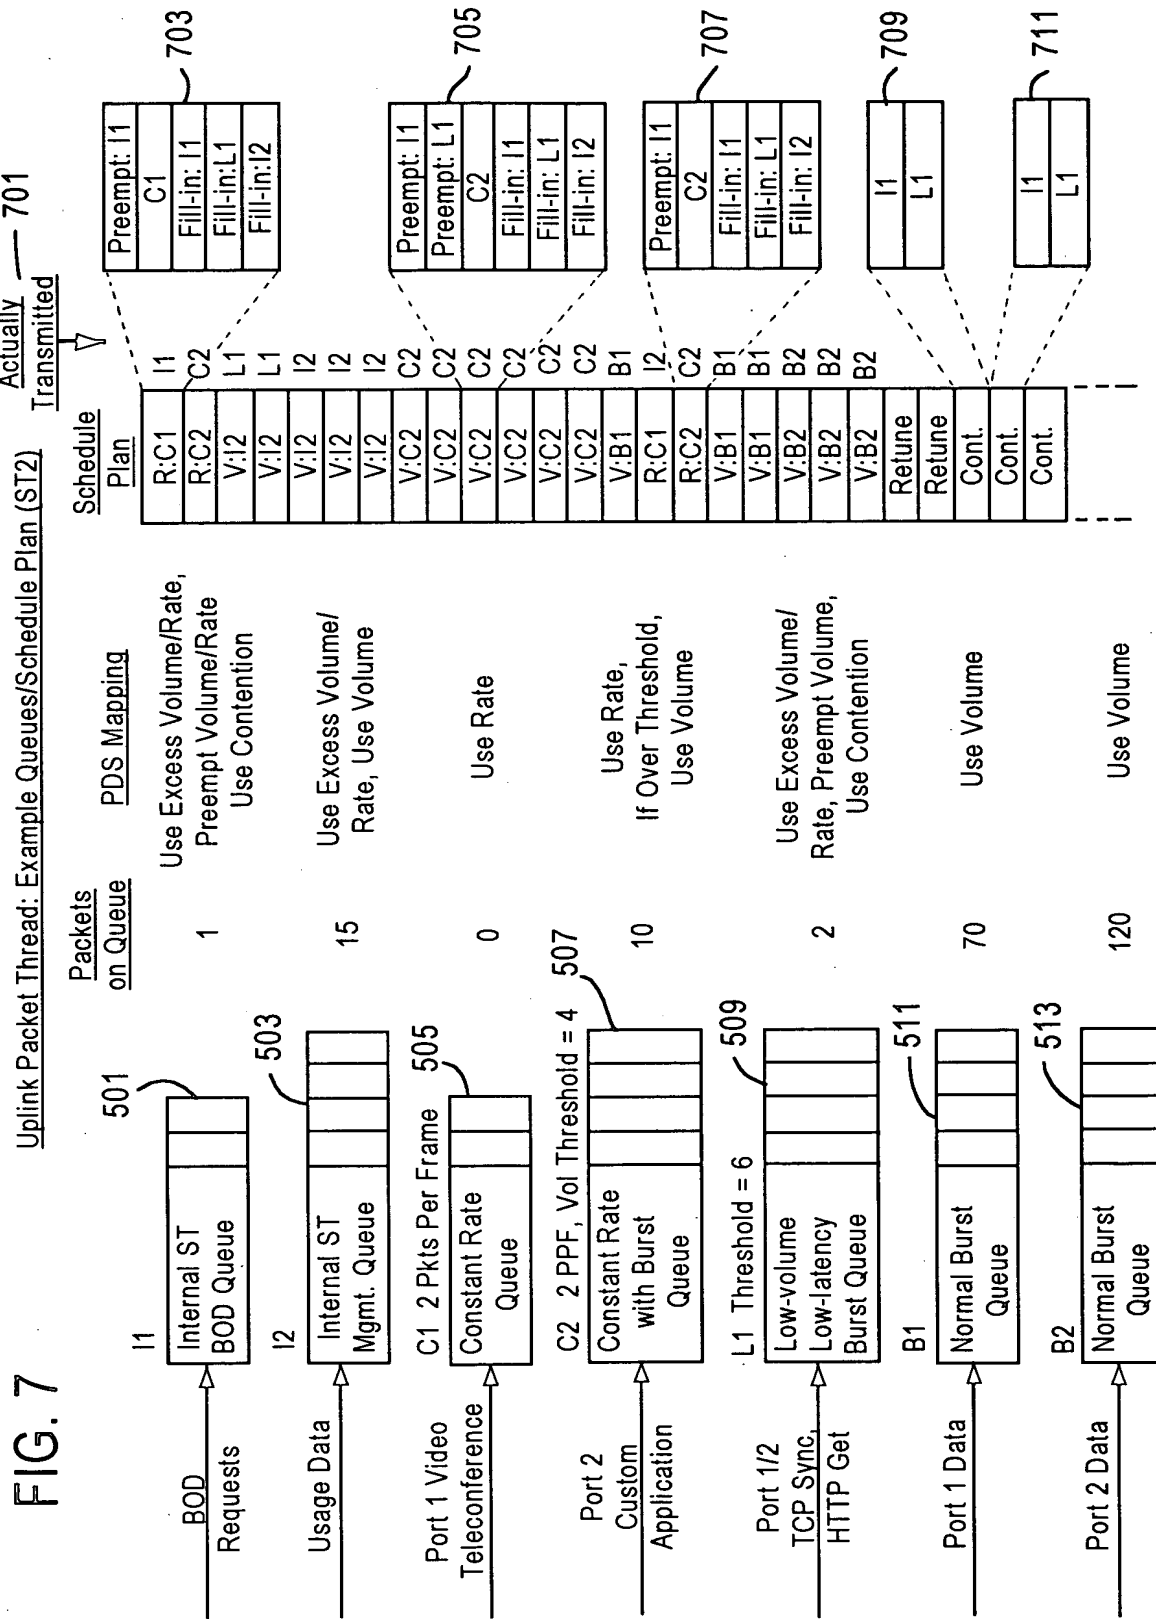 FIG. 7
Uplink Packet Thread: Example Queues/Schedule Plan (ST2)
Packets
on Queue
PDS Mapping
Schedule
Plan
Actually
Transmitted
701
BOD
Requests
I1
Internal ST
BOD Queue
501
1
Use Excess Volume/Rate,
Preempt Volume/Rate
Use Contention
Usage Data
I2
Internal ST
Mgmt. Queue
503
15
Use Excess Volume/
Rate, Use Volume
Port 1 Video
Teleconference
C1 2 Pkts Per Frame
Constant Rate
Queue
505
0
Use Rate
Port 2
Custom
Application
C2 2 PPF, Vol Threshold = 4
Constant Rate
with Burst
Queue
507
10
Use Rate,
If Over Threshold,
Use Volume
Port 1/2
TCP Sync,
HTTP Get
L1 Threshold = 6
Low-volume
Low-latency
Burst Queue
509
2
Use Excess Volume/
Rate, Preempt Volume,
Use Contention
Port 1 Data
B1
Normal Burst
Queue
511
70
Use Volume
Port 2 Data
B2
Normal Burst
Queue
513
120
Use Volume
R:C1 I1
R:C2 C2
V:I2 L1
V:I2 L1
V:I2 I2
V:I2 I2
V:I2 I2
V:C2 C2
V:C2 C2
V:C2 C2
V:C2 C2
V:C2 C2
V:C2 C2
V:B1 B1
R:C1 I2
R:C2 C2
V:B1 B1
V:B1 B1
V:B2 B2
V:B2 B2
V:B2 B2
Retune
Retune
Cont.
Cont.
Cont.
Preempt: I1
C1
Fill-in: I1
Fill-in:L1
Fill-in:I2
703
Preempt: I1
Preempt: L1
C2
Fill-in: I1
Fill-in: L1
Fill-in: I2
705
Preempt: I1
C2
Fill-in: I1
Fill-in: L1
Fill-in: I2
707
I1
L1
709
I1
L1
711